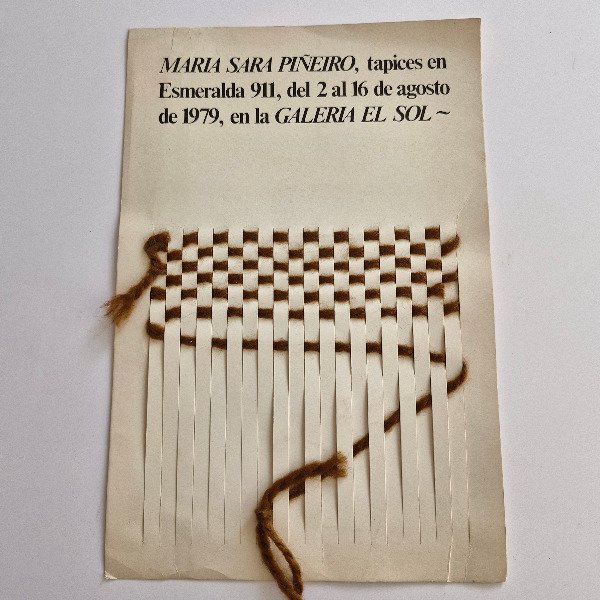 MARIA SARA PIÑEIRO, tapices en
Esmeralda 911, del 2 al 16 de agosto
de 1979, en la GALERIA EL SOL ~